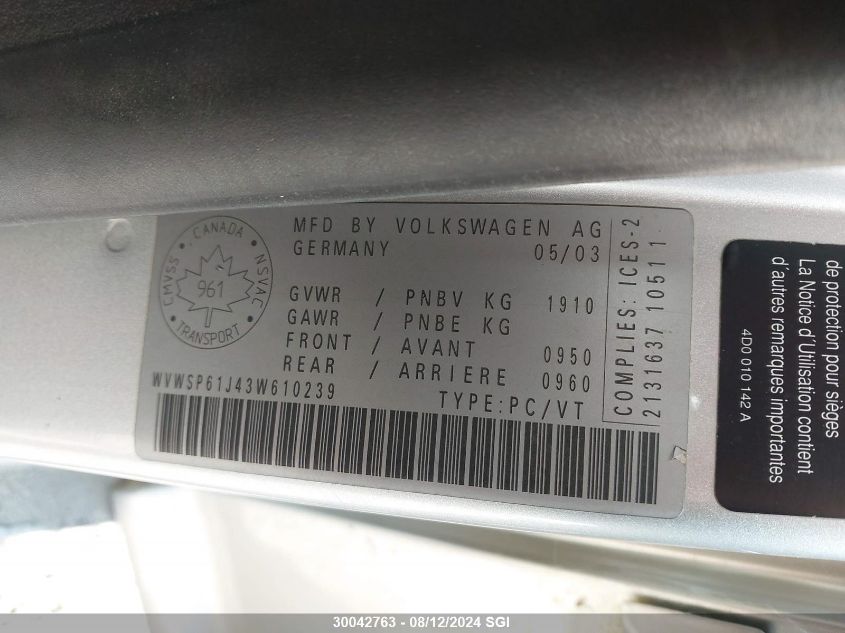 CANADA
CMVSS
NSVAC
961
TRANSPORT
MFD BY VOLKSWAGEN AG
GERMANY 05/03
GVWR / PNBV KG 1910
GAWR / PNBE KG
FRONT / AVANT 0950
REAR / ARRIERE 0960
WVWSP61J43W610239 TYPE:PC/VT
COMPLIES: ICES-2
2131637 10511
de protection pour sièges
La Notice d'Utilisation contient
d'autres remarques importantes
4D0 010 142 A
30042763 - 08/12/2024 SGI